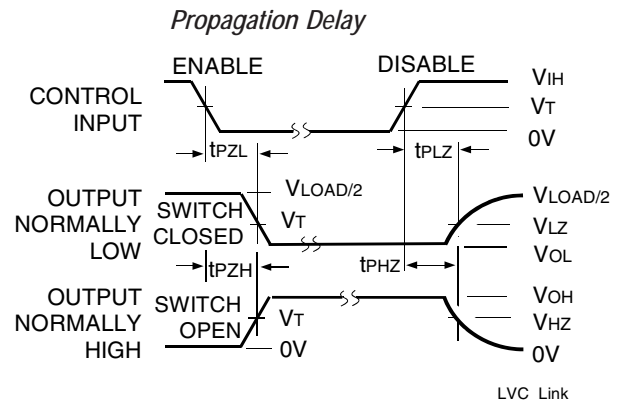 Propagation Delay
ENABLE
DISABLE
CONTROL
INPUT
VIH
VT
0V
tPZL
tPLZ
OUTPUT
NORMALLY
LOW
SWITCH
CLOSED
VLOAD/2
VT
VLOAD/2
VLZ
VOL
tPZH
tPHZ
OUTPUT
NORMALLY
HIGH
SWITCH
OPEN
VT
0V
VOH
VHZ
0V
LVC Link